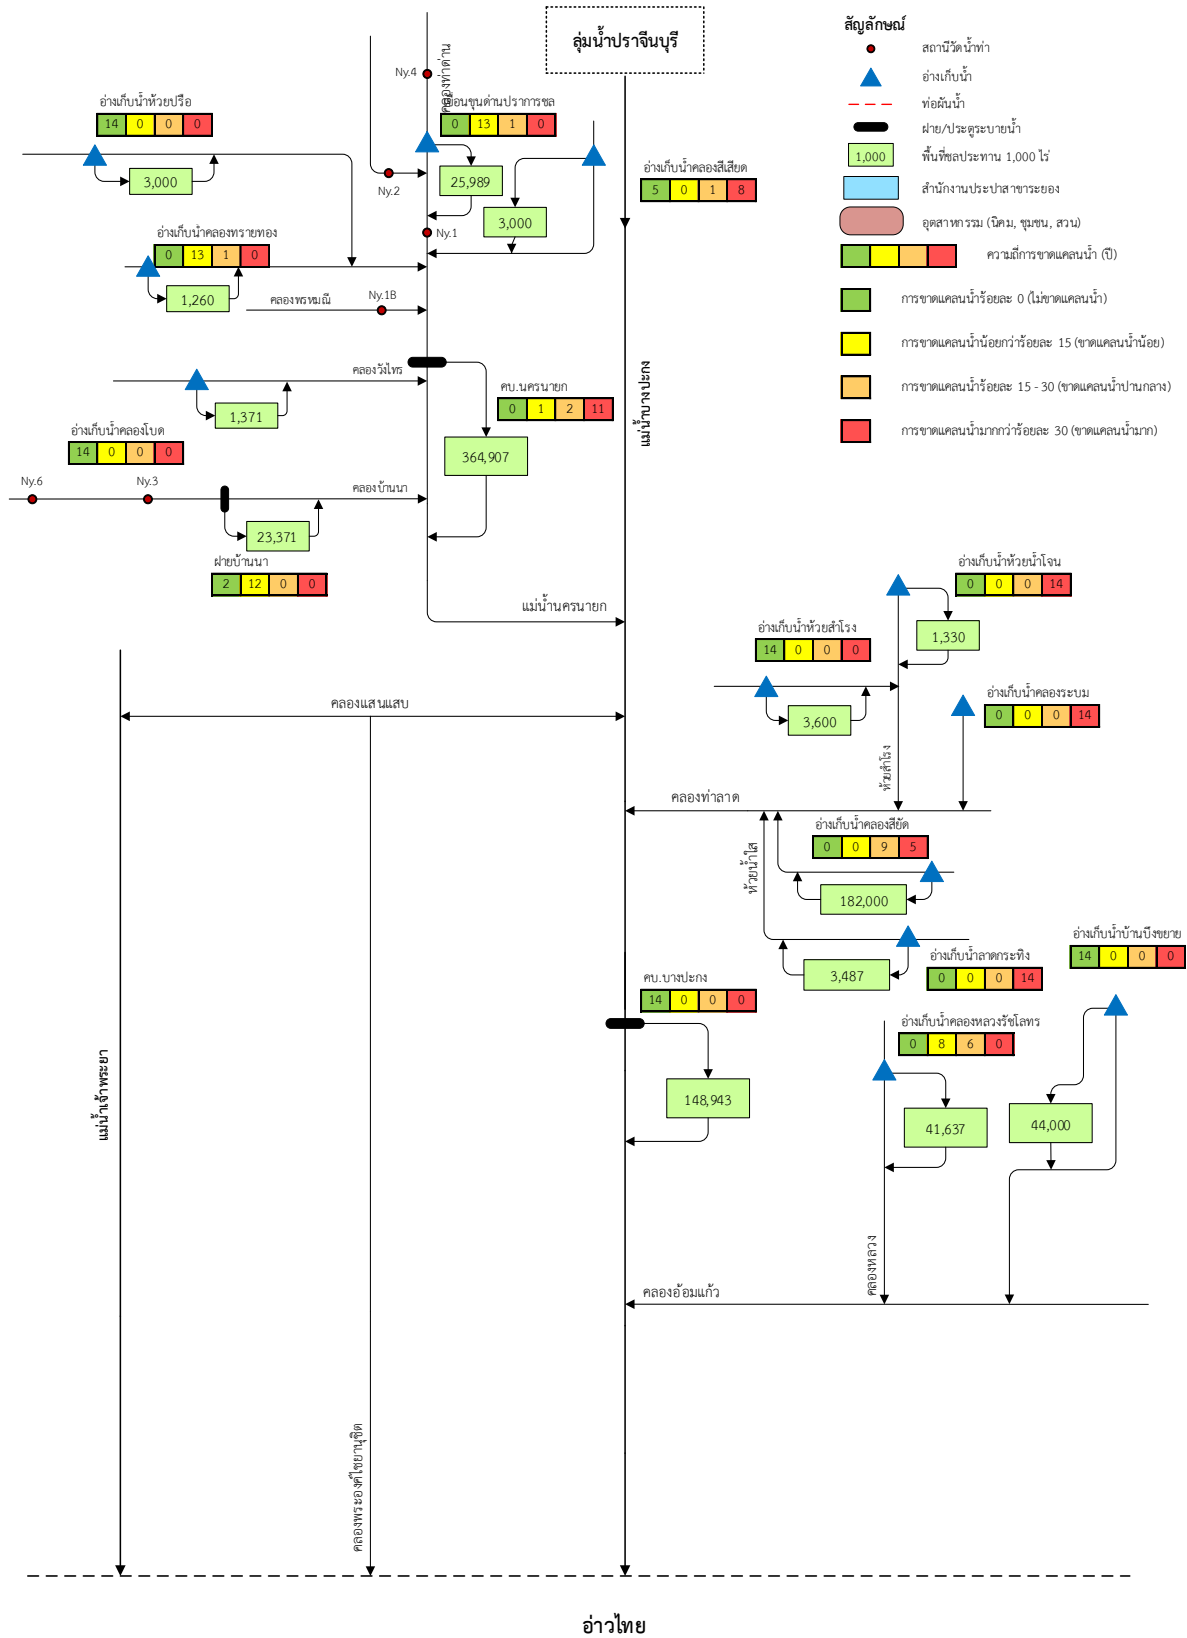 ลุ่มน้ำปราจีนบุรี
สัญลักษณ์
สถานีวัดน้ำท่า
อ่างเก็บน้ำ
ท่อผันน้ำ
ฝาย/ประตูระบายน้ำ
1,000 พื้นที่ชลประทาน 1,000 ไร่
สำนักงานประปาสาขาระยอง
อุตสาหกรรม (นิคม, ชุมชน, สวน)
ความถี่การขาดแคลนน้ำ (ปี)
การขาดแคลนน้ำร้อยละ 0 (ไม่ขาดแคลนน้ำ)
การขาดแคลนน้ำน้อยกว่าร้อยละ 15 (ขาดแคลนน้ำน้อย)
การขาดแคลนน้ำร้อยละ 15 - 30 (ขาดแคลนน้ำปานกลาง)
การขาดแคลนน้ำมากกว่าร้อยละ 30 (ขาดแคลนน้ำมาก)
คลองท่าด่าน
Ny.4
อ่างเก็บน้ำห้วยปรือ
14 0 0 0
3,000
ขุนด่านปราการชล
0 13 1 0
25,989
Ny.2
3,000
Ny.1
อ่างเก็บน้ำคลองสีเสียด
5 0 1 8
อ่างเก็บน้ำคลองทรายทอง
0 13 1 0
1,260
คลองพรหมณี
Ny.1B
คลองวังไทร
1,371
คบ.นครนายก
0 1 2 11
364,907
แม่น้ำบางปะกง
อ่างเก็บน้ำคลองโบด
14 0 0 0
Ny.6
Ny.3
คลองบ้านนา
23,371
ฝายบ้านนา
2 12 0 0
แม่น้ำนครนายก
อ่างเก็บน้ำห้วยน้ำโจน
0 0 0 14
1,330
อ่างเก็บน้ำห้วยสำโรง
14 0 0 0
3,600
อ่างเก็บน้ำคลองระบม
0 0 0 14
ห้วยสำโรง
คลองแสนแสบ
คลองท่าลาด
อ่างเก็บน้ำคลองสียัด
0 0 9 5
182,000
ห้วยน้ำใส
3,487
อ่างเก็บน้ำลาดกระทิง
0 0 0 14
อ่างเก็บน้ำบ้านบึงขยาย
14 0 0 0
คบ.บางปะกง
14 0 0 0
148,943
อ่างเก็บน้ำคลองหลวงรัชโลทร
0 8 6 0
41,637
44,000
แม่น้ำเจ้าพระยา
คลองหลวง
คลองอ้อมแก้ว
คลองพระองค์ไชยานุชิต
อ่าวไทย